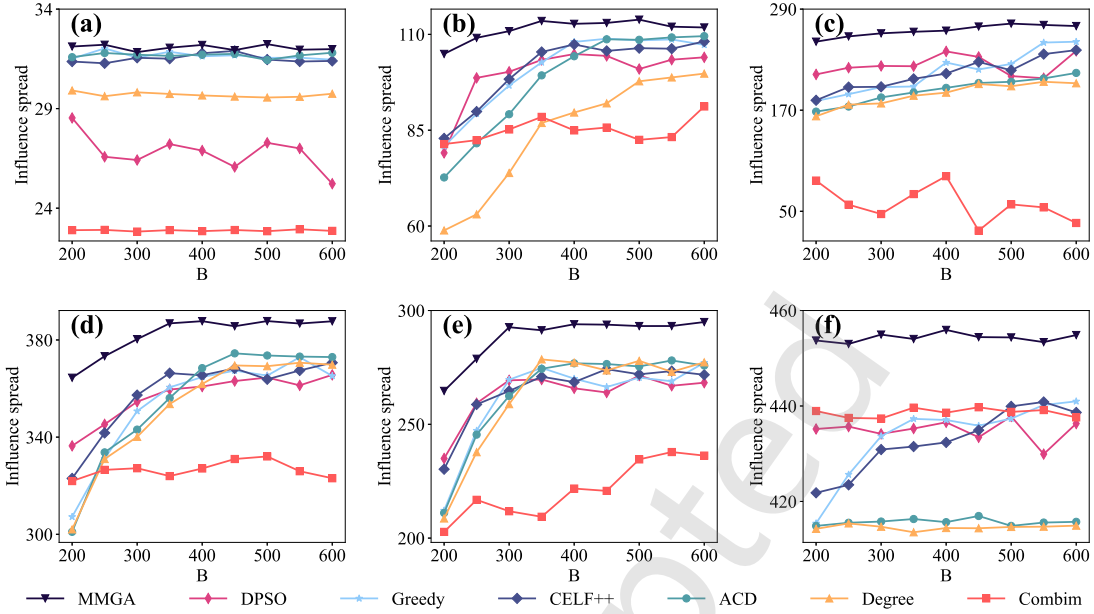 (a) (b) (c)
34 29 24
110 85 60
290 170 50
Influence spread Influence spread Influence spread
200 300 400 500 600 200 300 400 500 600 200 300 400 500 600
B B B
(d) (e) (f)
380 340 300
300 250 200
460 440 420
Influence spread Influence spread Influence spread
200 300 400 500 600 200 300 400 500 600 200 300 400 500 600
B B B
MMGA DPSO Greedy CELF++ ACD Degree Combim
pted